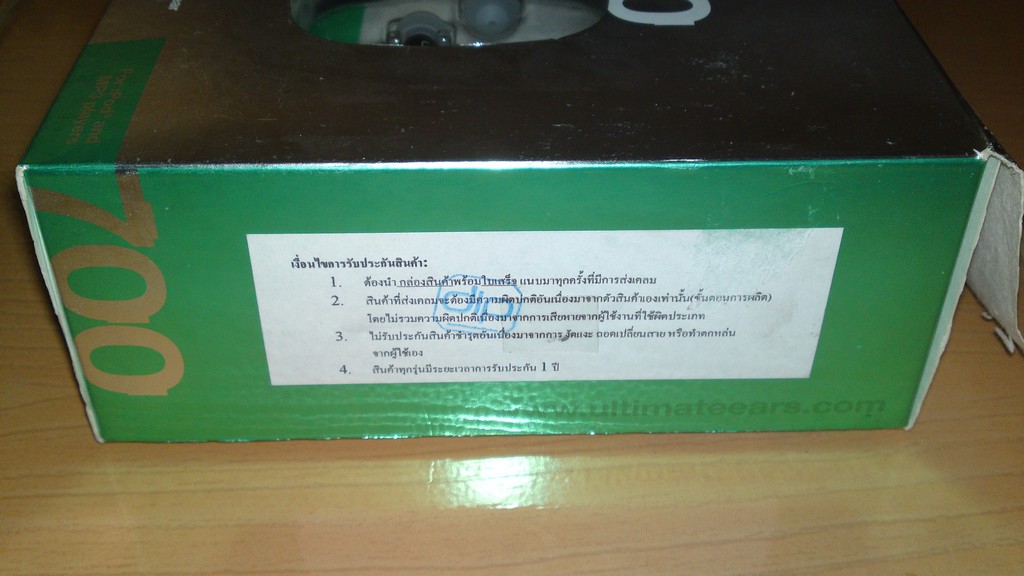 For iPod® and
MP3 players
700
เงื่อนไขการรับประกันสินค้า:
1. ต้องนำ กล่องสินค้าพร้อมใบเสร็จ แนบมาทุกครั้งที่มีการส่งเคลม
2. สินค้าที่ส่งเคลมจะต้องมีความผิดปกติอันเนื่องมาจากตัวสินค้าเองเท่านั้น(ขั้นตอนการผลิต)
โดยไม่รวมความผิดปกติเนื่องมาจากการเสียหายจากผู้ใช้งานที่ใช้ผิดประเภท
3. ไม่รับประกันสินค้าชำรุดอันเนื่องมาจากการ งัดแงะ ถอดเปลี่ยนสาย หรือทำตกหล่น
จากผู้ใช้เอง
4. สินค้าทุกรุ่นมีระยะเวลาการรับประกัน 1 ปี
www.ultimateears.com